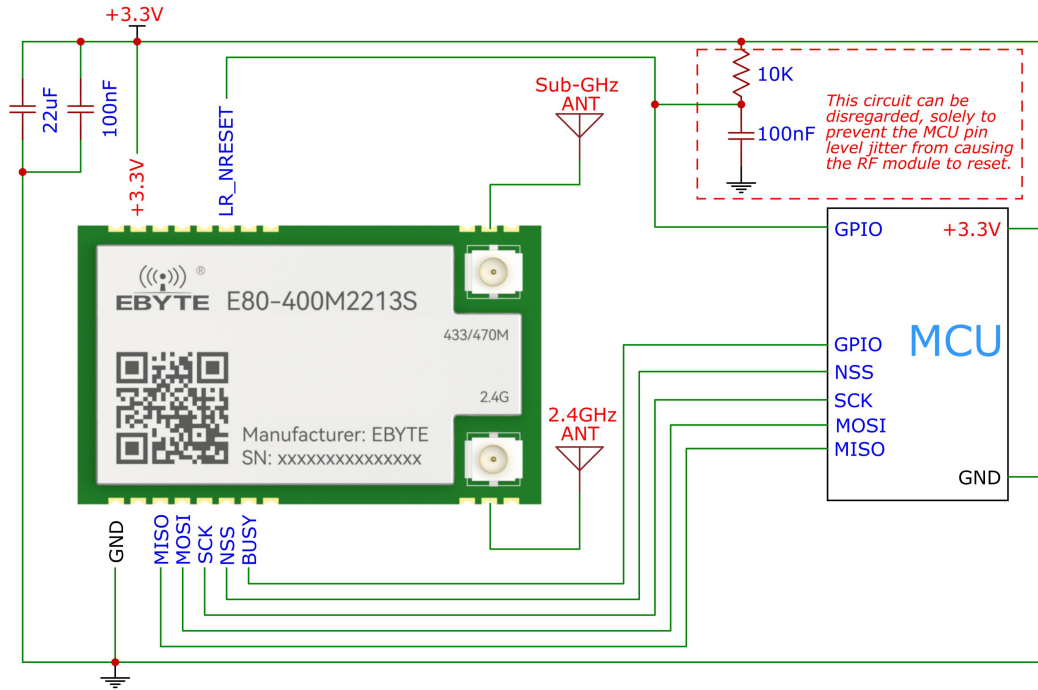 +3.3V
22uF
100nF
+3.3V
LR_NRESET
Sub-GHz
ANT
10K
100nF
This circuit can be
disregarded, solely to
prevent the MCU pin
level jitter from causing
the RF module to reset.
GPIO
+3.3V
MCU
GPIO
NSS
SCK
MOSI
MISO
GND
®
EBYTE
E80-400M2213S
433/470M
2.4G
Manufacturer: EBYTE
SN: xxxxxxxxxxxxxxx
2.4GHz
ANT
GND
MISO
MOSI
SCK
NSS
BUSY